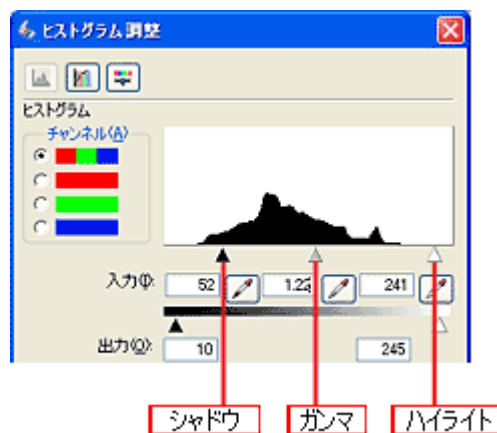 ヒストグラム調整
ヒストグラム
チャンネル(A)
入力(I): 52 1.22 241
出力(O): 10 245
シャドウ ガンマ ハイライト